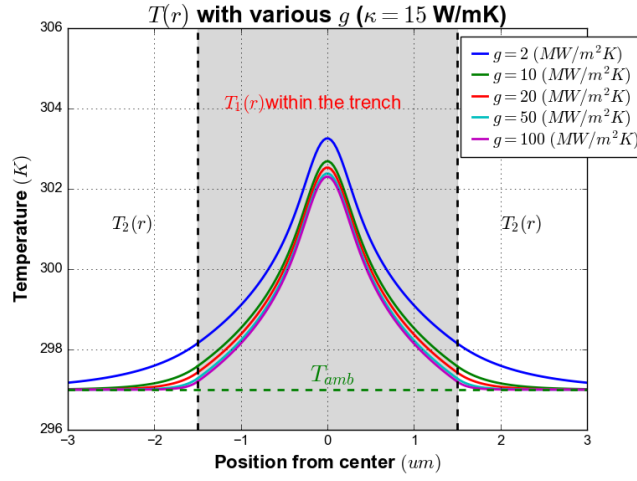 T(r) with various g (κ = 15 W/mK)
306
304
302
300
298
296
Temperature (K)
g = 2 (MW/m²K)
g = 10 (MW/m²K)
g = 20 (MW/m²K)
g = 50 (MW/m²K)
g = 100 (MW/m²K)
T₁(r) within the trench
T₂(r)
T₂(r)
T_amb
−3
−2
−1
0
1
2
3
Position from center (um)